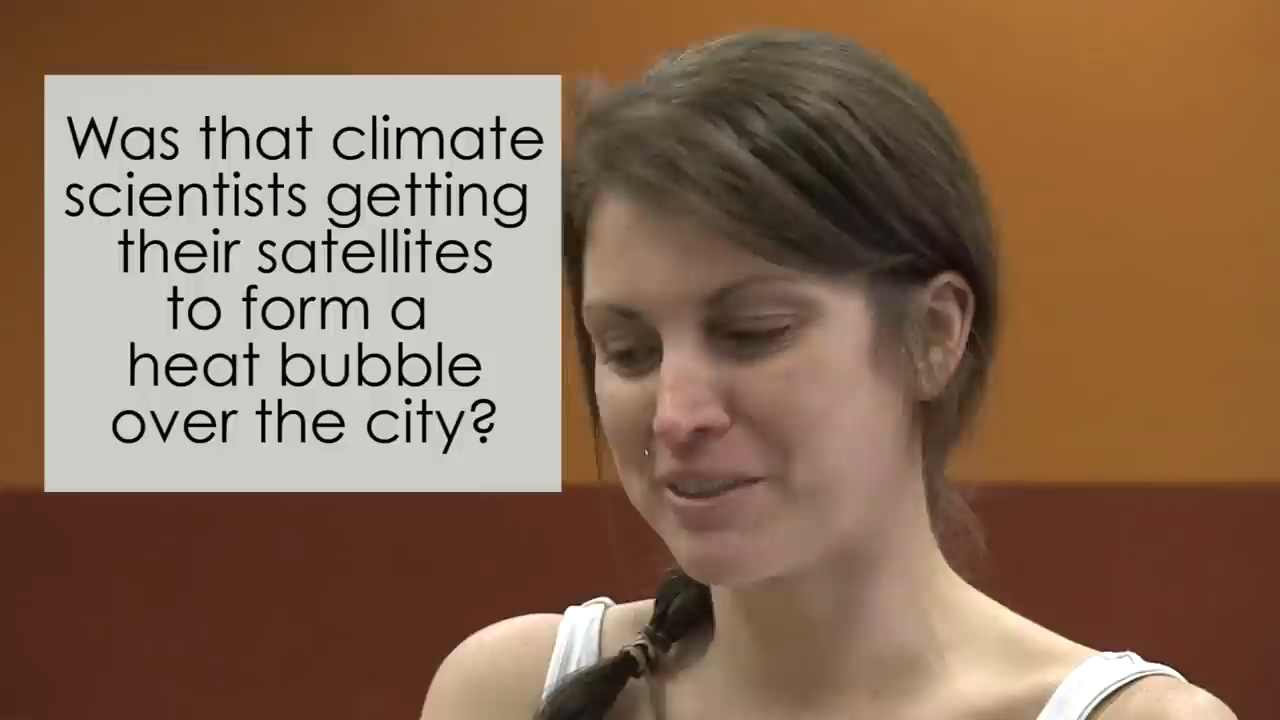 Was that climate
scientists getting
their satellites
to form a
heat bubble
over the city?